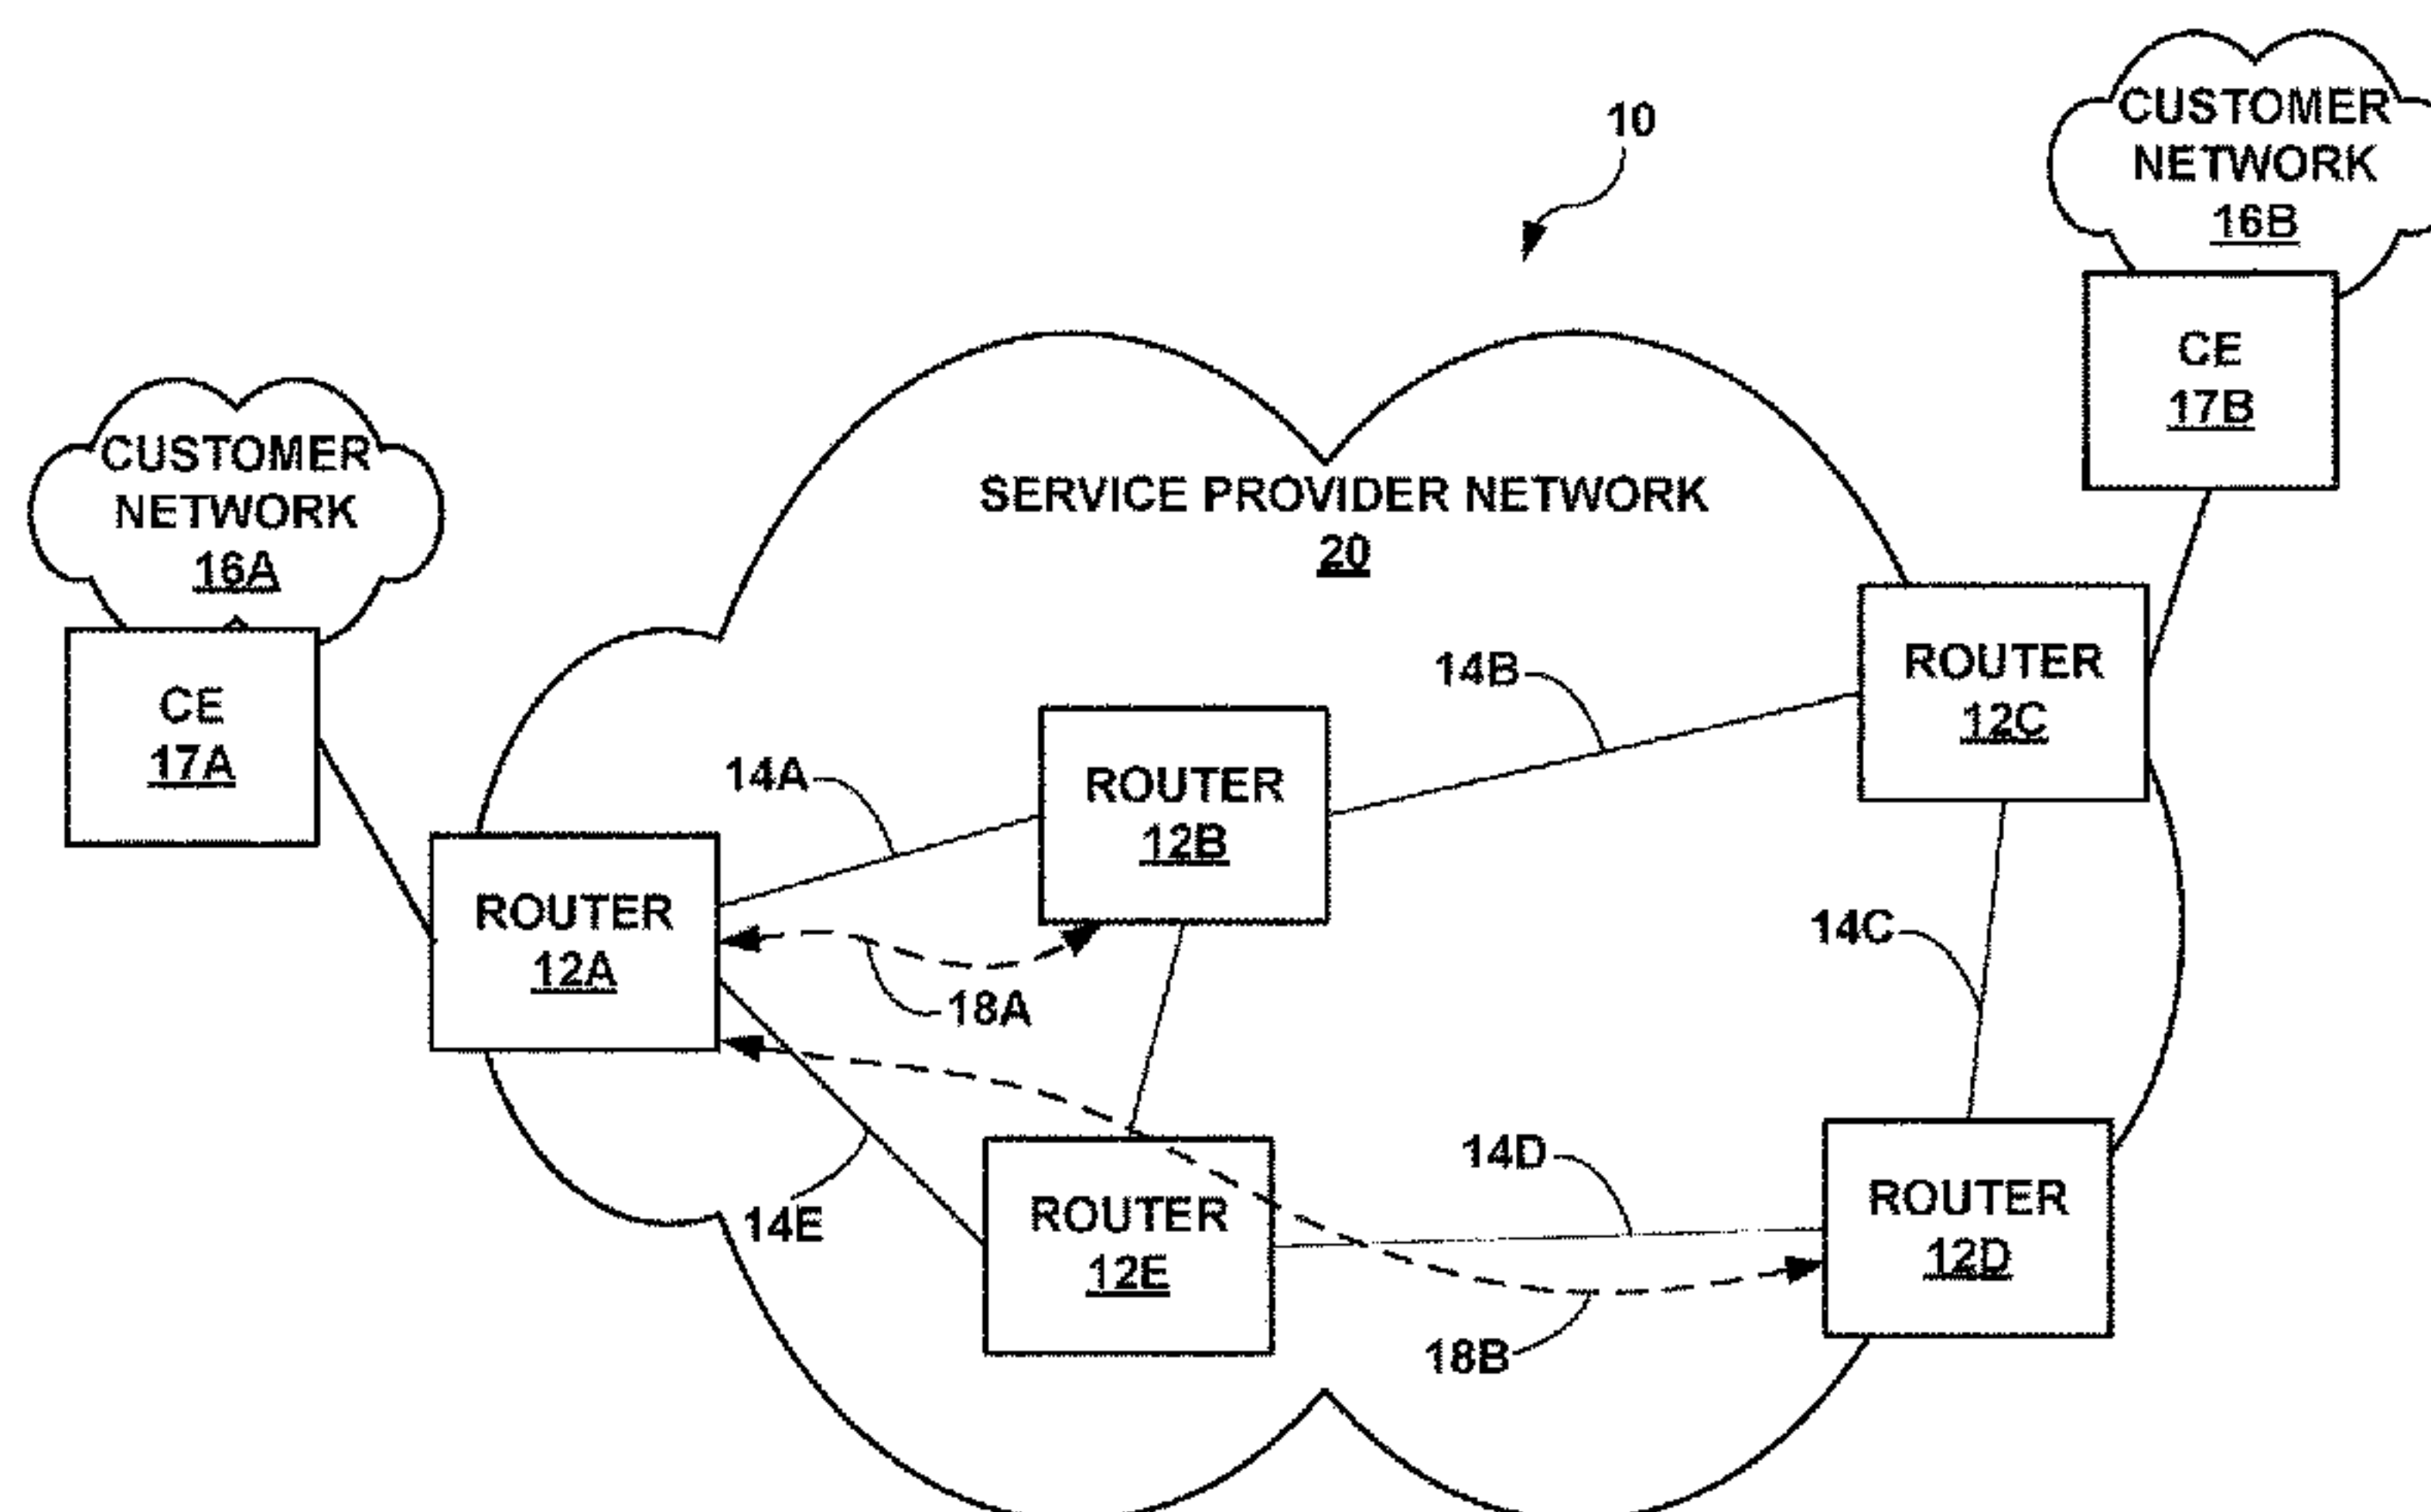 10
CUSTOMER
NETWORK
16B
CE
17B
CUSTOMER
NETWORK
16A
CE
17A
SERVICE PROVIDER NETWORK
20
ROUTER
12C
14B
14A
ROUTER
12B
ROUTER
12A
14C
18A
14D
14E
ROUTER
12E
ROUTER
12D
18B